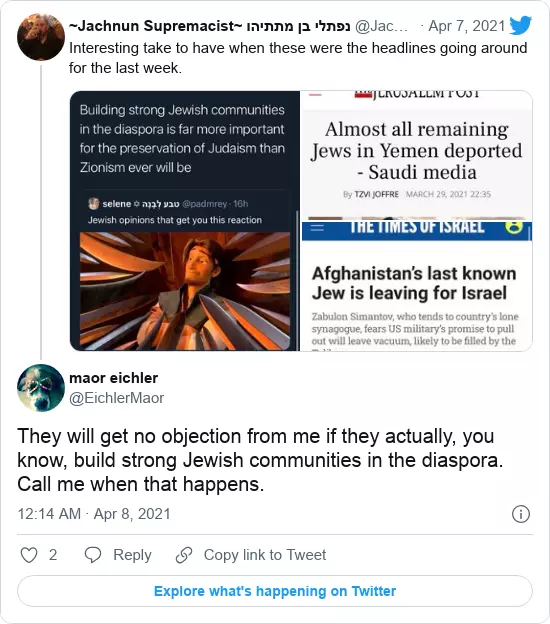 ~Jachnun Supremacist~ נפתלי בן מתתיהו @Jac... · Apr 7, 2021
Interesting take to have when these were the headlines going around
for the last week.
Building strong Jewish communities
in the diaspora is far more important
for the preservation of Judaism than
Zionism ever will be
selene ✡ טבע לְבָנָה @padmrey · 16h
Jewish opinions that get you this reaction
JERUSALEM POST
Almost all remaining
Jews in Yemen deported
- Saudi media
By TZVI JOFFRE MARCH 29, 2021 22:35
THE TIMES OF ISRAEL
Afghanistan's last known
Jew is leaving for Israel
Zabulon Simantov, who tends to country's lone
synagogue, fears US military's promise to pull
out will leave vacuum, likely to be filled by the
maor eichler
@EichlerMaor
They will get no objection from me if they actually, you
know, build strong Jewish communities in the diaspora.
Call me when that happens.
12:14 AM · Apr 8, 2021
2 Reply Copy link to Tweet
Explore what's happening on Twitter